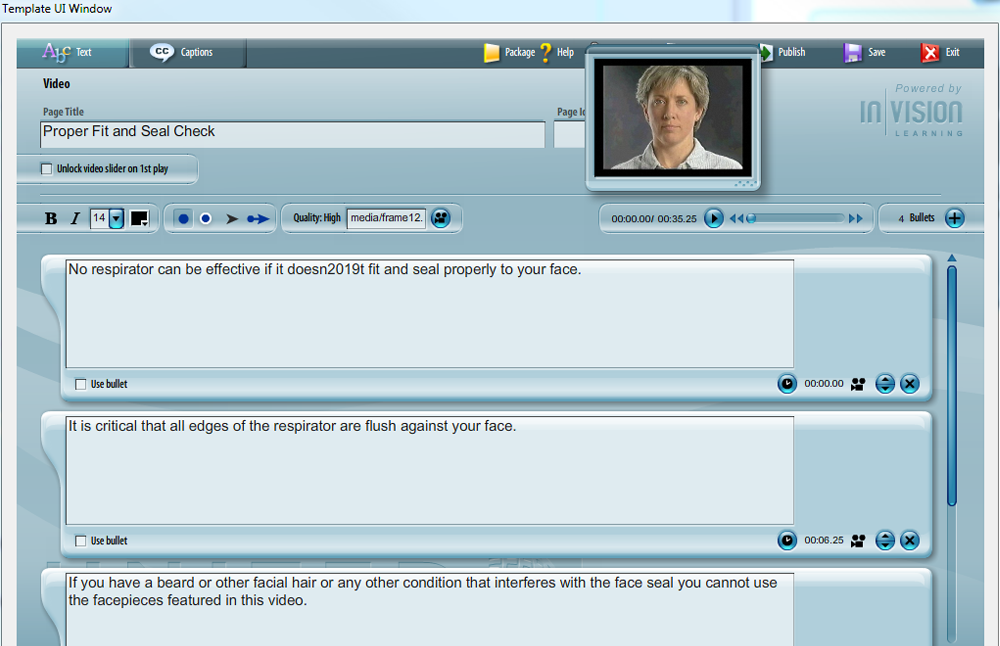 Template UI Window
Abc Text
CC Captions
Package
? Help
Publish
Save
Exit
Video
Powered by
INVISION
LEARNING
Page Title
Proper Fit and Seal Check
Unlock video slider on 1st play
B I 14
Quality: High media/frame12.
00:00.00/ 00:35.25
4 Bullets
No respirator can be effective if it doesn2019t fit and seal properly to your face.
Use bullet
00:00.00
It is critical that all edges of the respirator are flush against your face.
Use bullet
00:06.25
If you have a beard or other facial hair or any other condition that interferes with the face seal you cannot use
the facepieces featured in this video.